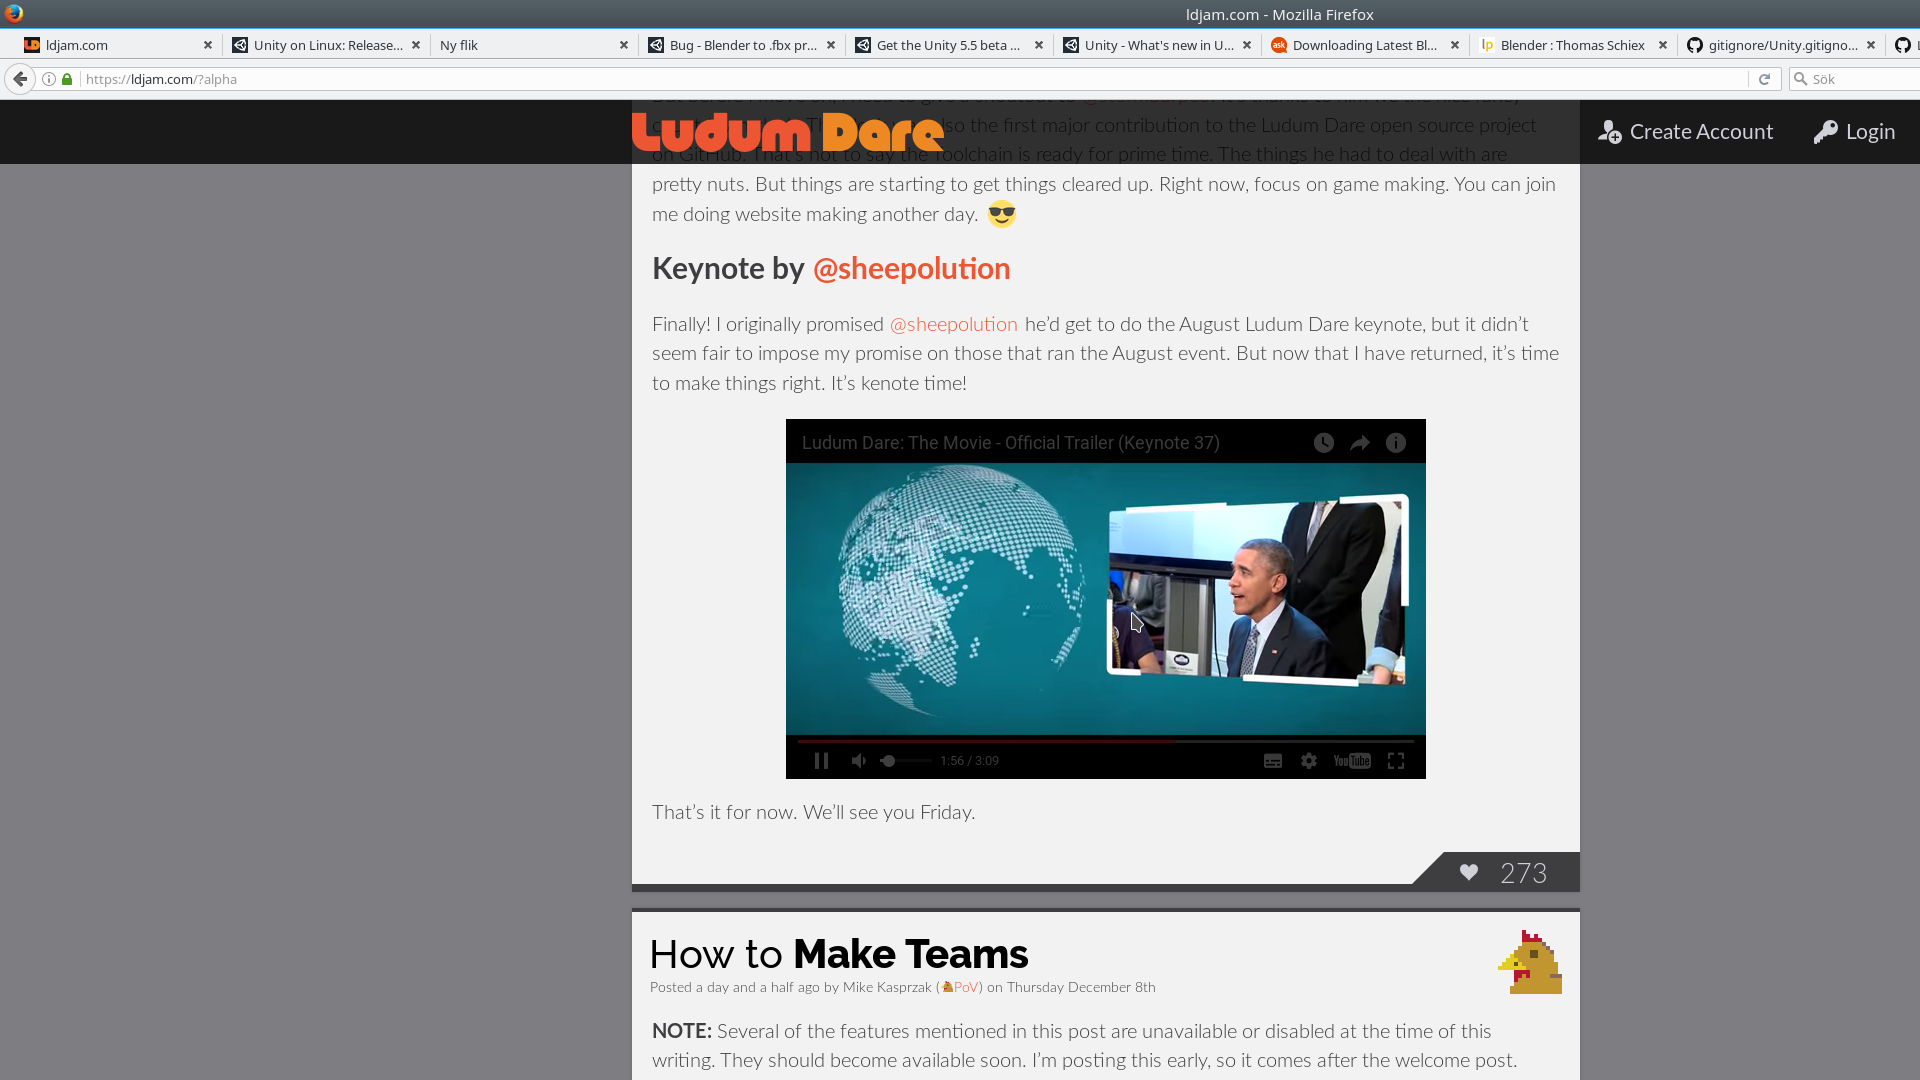 ldjam.com - Mozilla Firefox
ldjam.com
Unity on Linux: Release...
Ny flik
Bug - Blender to .fbx pr...
Get the Unity 5.5 beta ...
Unity - What's new in U...
Downloading Latest Bl...
Blender : Thomas Schiex
gitignore/Unity.gitigno...
https://ldjam.com/?alpha
Sök
Ludum Dare
Create Account
Login
also the first major contribution to the Ludum Dare open source project
on GitHub. That's not to say the Toolchain is ready for prime time. The things he had to deal with are
pretty nuts. But things are starting to get things cleared up. Right now, focus on game making. You can join
me doing website making another day.
Keynote by @sheepolution
Finally! I originally promised @sheepolution he'd get to do the August Ludum Dare keynote, but it didn't
seem fair to impose my promise on those that ran the August event. But now that I have returned, it's time
to make things right. It's kenote time!
Ludum Dare: The Movie - Official Trailer (Keynote 37)
1:56 / 3:09
YouTube
That's it for now. We'll see you Friday.
273
How to Make Teams
Posted a day and a half ago by Mike Kasprzak (PoV) on Thursday December 8th
NOTE: Several of the features mentioned in this post are unavailable or disabled at the time of this
writing. They should become available soon. I'm posting this early, so it comes after the welcome post.